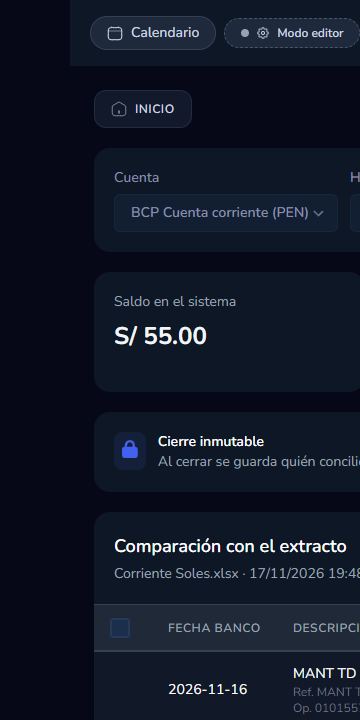 Calendario
Modo editor
INICIO
Cuenta
BCP Cuenta corriente (PEN)
Saldo en el sistema
S/ 55.00
Cierre inmutable
Al cerrar se guarda quién concili
Comparación con el extracto
Corriente Soles.xlsx · 17/11/2026 19:48
FECHA BANCO DESCRIPCI
2026-11-16
MANT TD
Ref. MANT T
Op. 010155